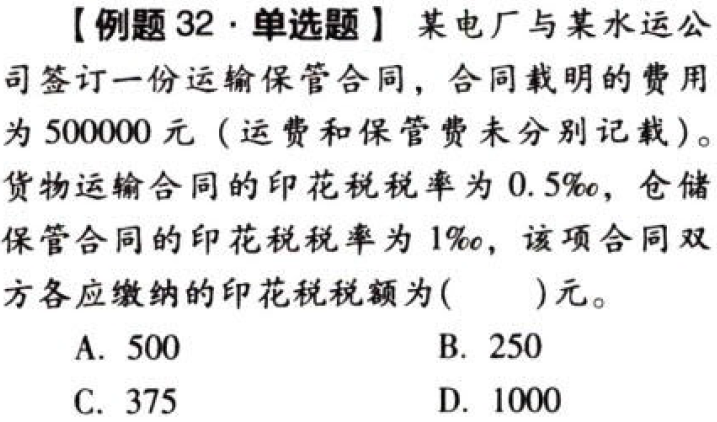 【例题 32·单选题】 某电厂与某水运公
司签订一份运输保管合同，合同载明的费用
为 500000 元（运费和保管费未分别记载）。
货物运输合同的印花税税率为 0.5‰，仓储
保管合同的印花税税率为 1‰，该项合同双
方各应缴纳的印花税税额为(　　)元。
A. 500　　B. 250
C. 375　　D. 1000